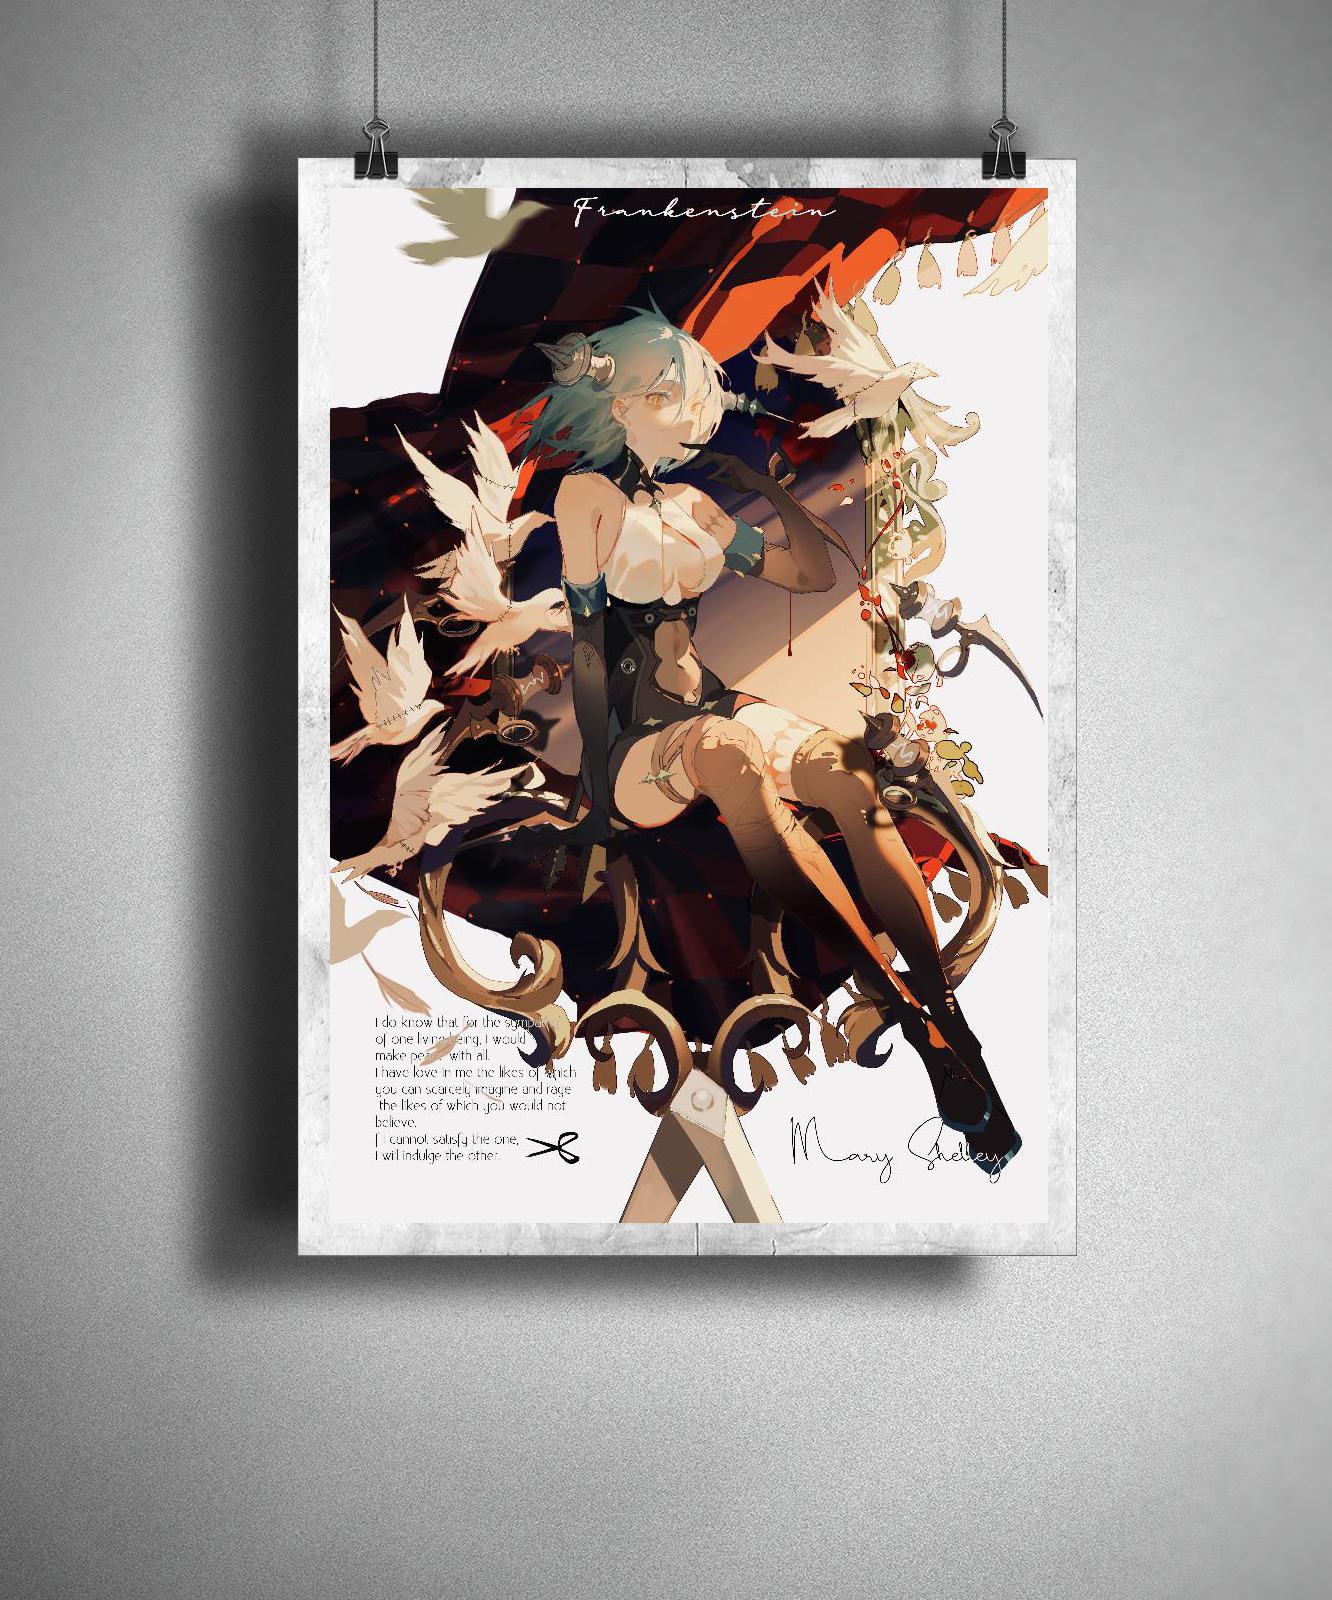 Frankenstein
I do know that for the sympathy
of one living being, I would
make peace with all.
I have love in me the likes of which
you can scarcely imagine and rage
the likes of which you would not
believe.
If I cannot satisfy the one,
I will indulge the other.
Mary Shelley